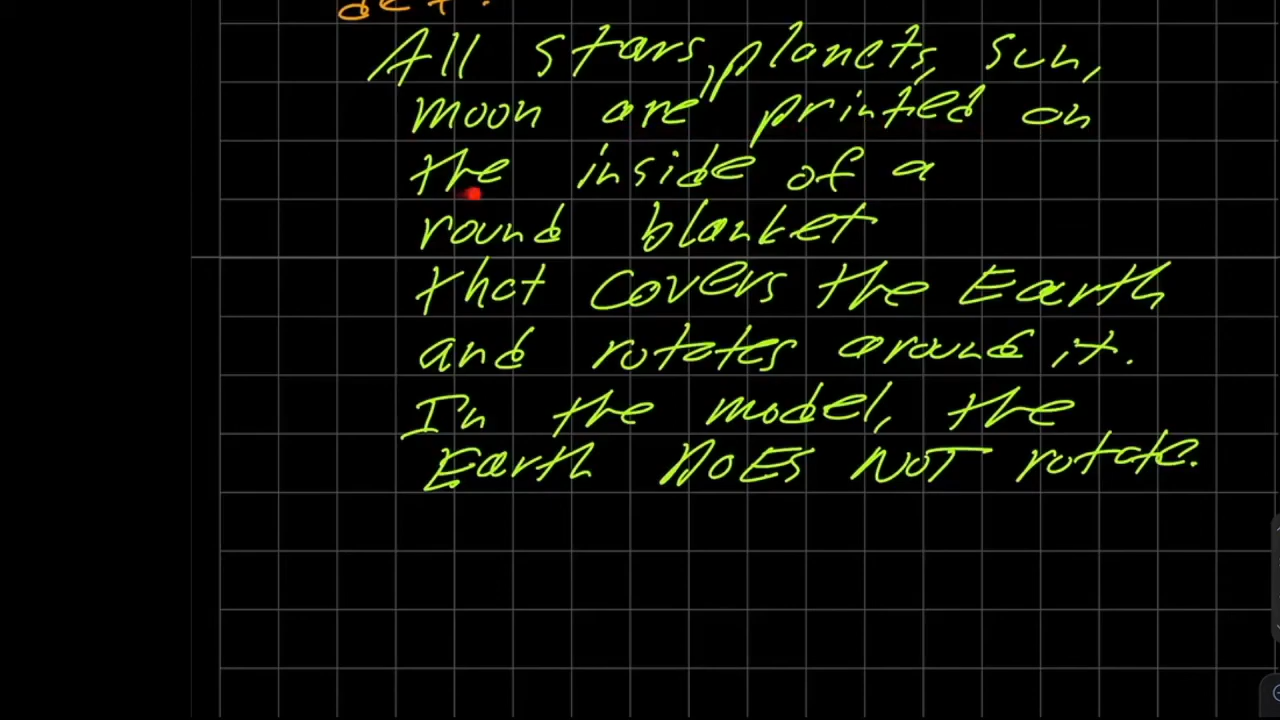 def:
All stars, planets, sun,
moon are printed on
the inside of a
round blanket
that covers the Earth
and rotates around it.
In the model, the
Earth DOES NOT rotate.